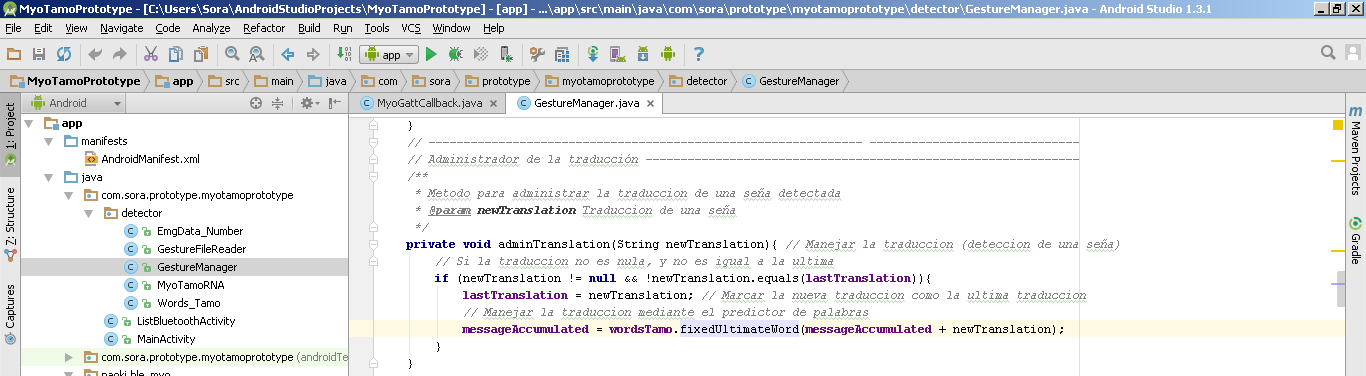 MyoTamoPrototype - [C:\Users\Sora\AndroidStudioProjects\MyoTamoPrototype] - [app] - ...\app\src\main\java\com\sora\prototype\myotamoprototype\detector\GestureManager.java - Android Studio 1.3.1
File Edit View Navigate Code Analyze Refactor Build Run Tools VCS Window Help
app
MyoTamoPrototype app src main java com sora prototype myotamoprototype detector GestureManager
Android
MyoGattCallback.java GestureManager.java
1: Project
Z: Structure
Captures
app
manifests
AndroidManifest.xml
java
com.sora.prototype.myotamoprototype
detector
EmgData_Number
GestureFileReader
GestureManager
MyoTamoRNA
Words_Tamo
ListBluetoothActivity
MainActivity
com.sora.prototype.myotamoprototype (androidTe
naoki.ble_myo
}
// -------------------------------------------------------------- ------------------------------
// Administrador de la traducción --------------------------------------------------------------
/**
* Metodo para administrar la traduccion de una seña detectada
* @param newTranslation Traduccion de una seña
*/
private void adminTranslation(String newTranslation){ // Manejar la traduccion (deteccion de una seña)
// Si la traduccion no es nula, y no es igual a la ultima
if (newTranslation != null && !newTranslation.equals(lastTranslation)){
lastTranslation = newTranslation; // Marcar la nueva traduccion como la ultima traduccion
// Manejar la traduccion mediante el predictor de palabras
messageAccumulated = wordsTamo.fixedUltimateWord(messageAccumulated + newTranslation);
}
}
m Maven Projects
Gradle